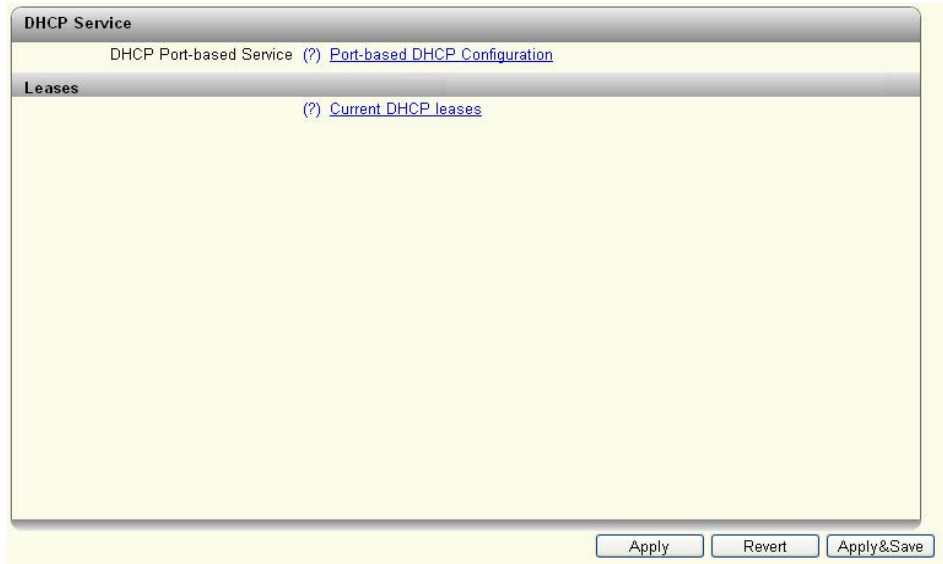 DHCP Service
DHCP Port-based Service (?) Port-based DHCP Configuration
Leases
(?) Current DHCP leases
Apply Revert Apply&Save